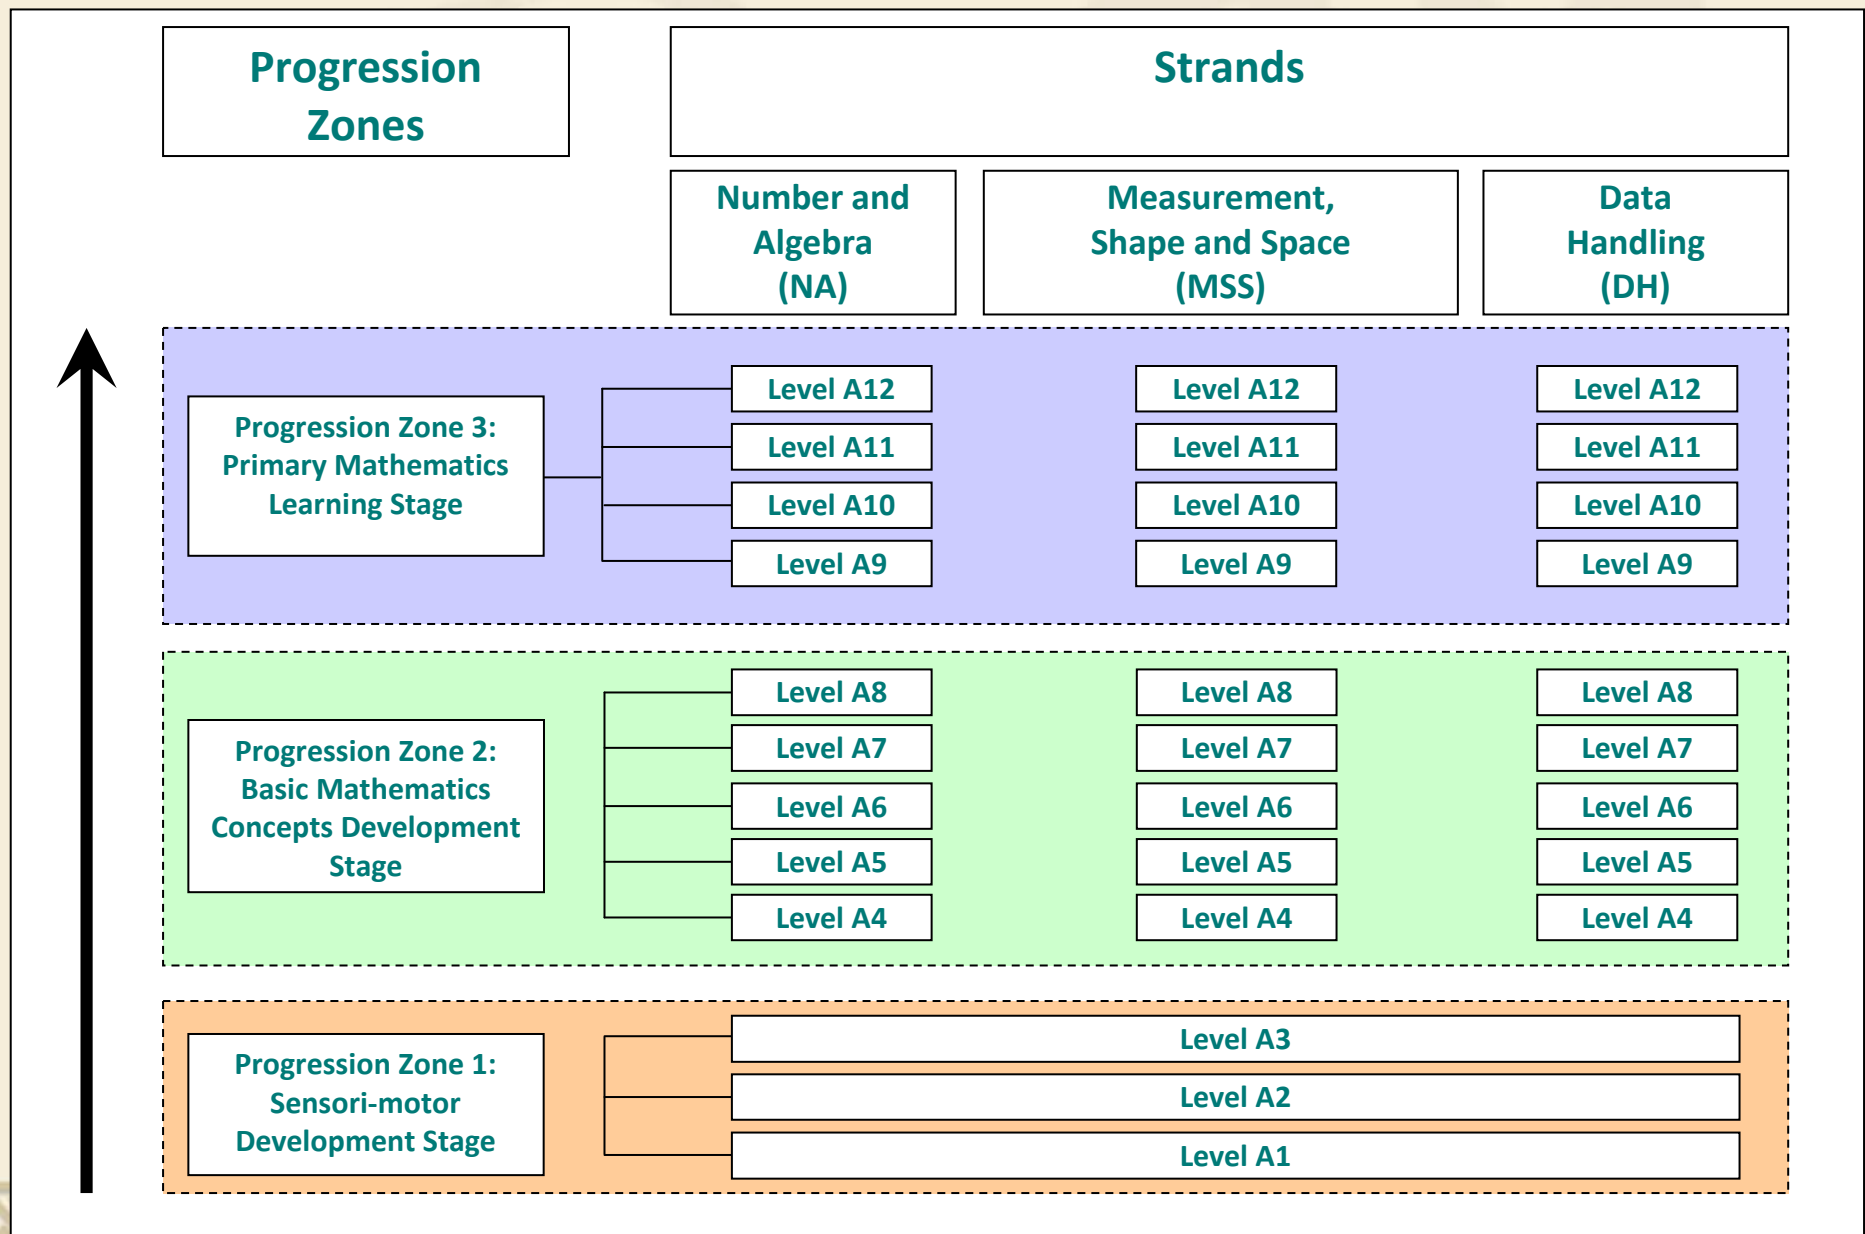 Progression
Zones
Strands
Number and
Algebra
(NA)
Measurement,
Shape and Space
(MSS)
Data
Handling
(DH)
Progression Zone 3:
Primary Mathematics
Learning Stage
Level A12
Level A12
Level A12
Level A11
Level A11
Level A11
Level A10
Level A10
Level A10
Level A9
Level A9
Level A9
Progression Zone 2:
Basic Mathematics
Concepts Development
Stage
Level A8
Level A8
Level A8
Level A7
Level A7
Level A7
Level A6
Level A6
Level A6
Level A5
Level A5
Level A5
Level A4
Level A4
Level A4
Progression Zone 1:
Sensori-motor
Development Stage
Level A3
Level A2
Level A1